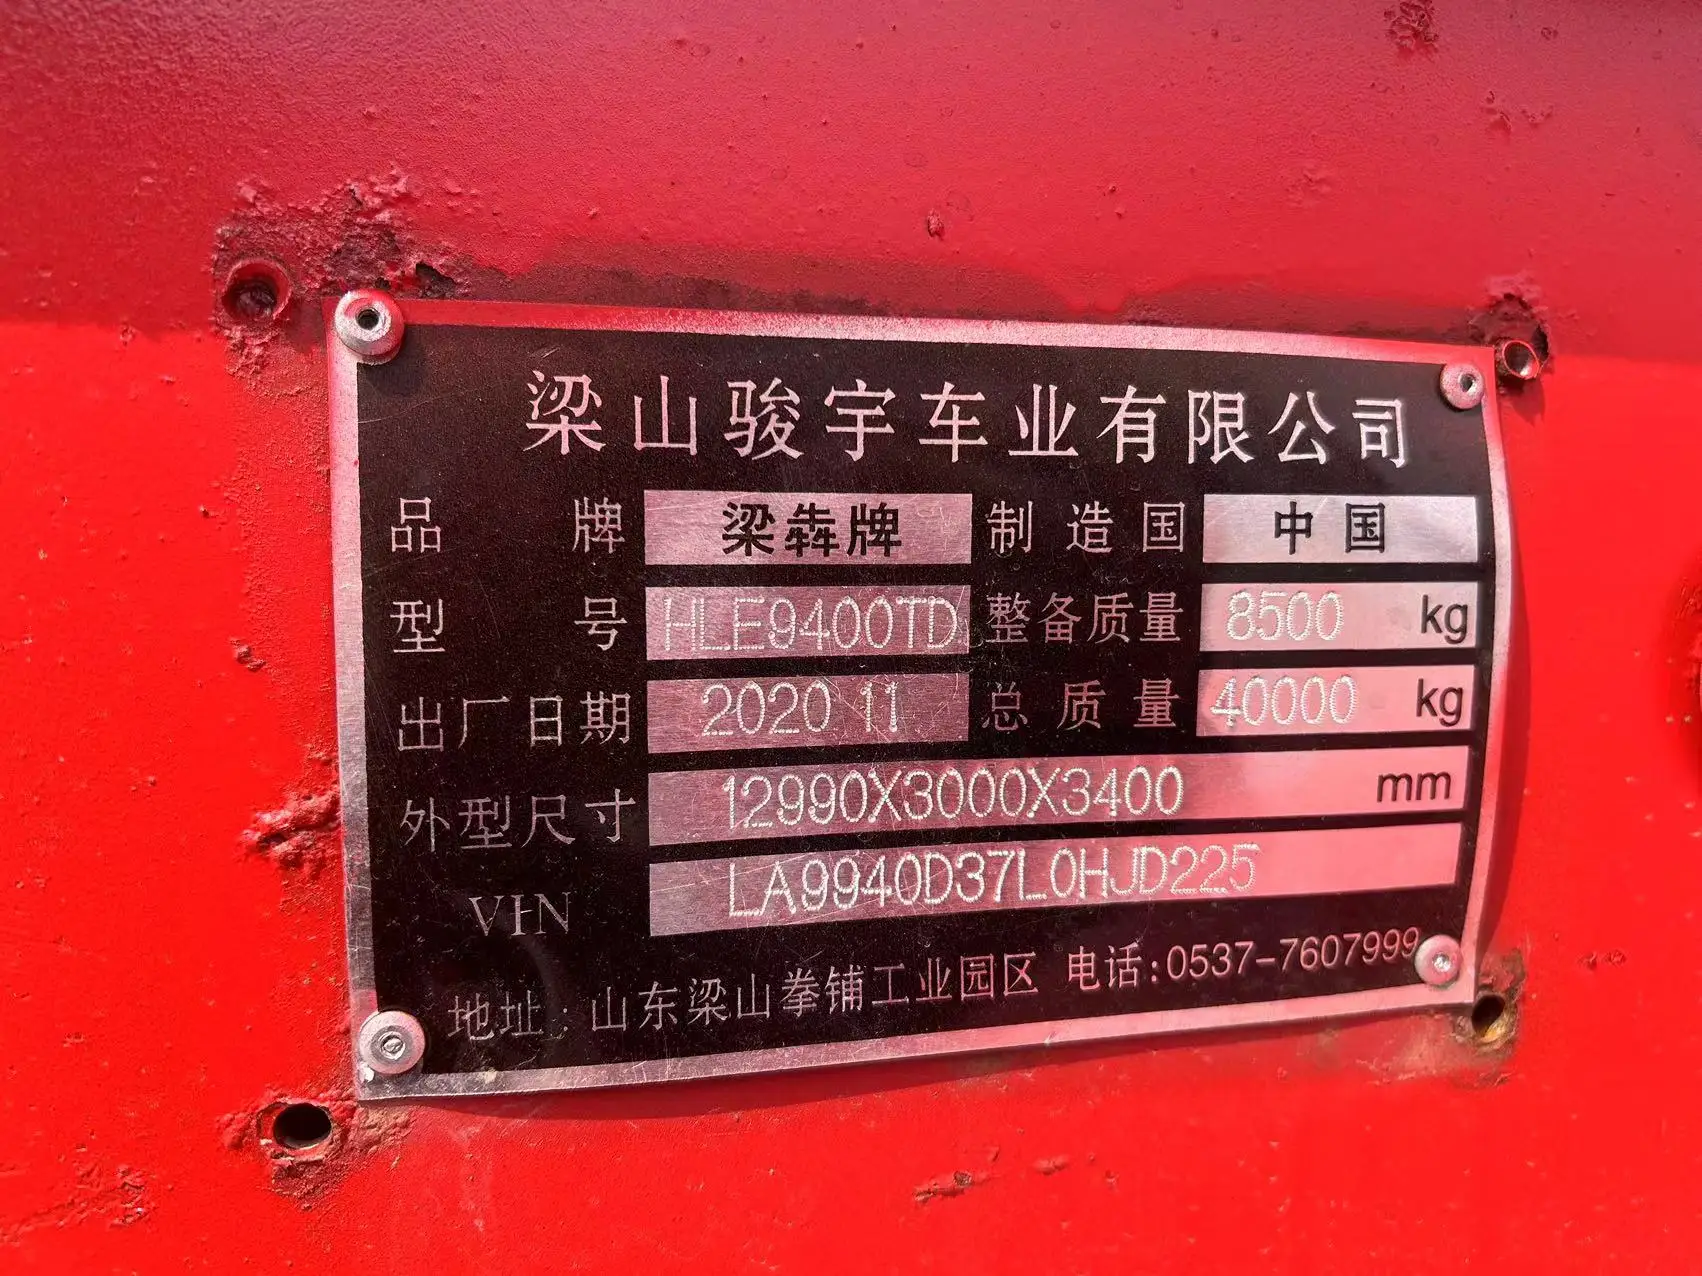 梁山骏宇车业有限公司
品牌 梁犇牌 制造国 中国
型号 HLE9400TD 整备质量 8500 kg
出厂日期 2020 11 总质量 40000 kg
外型尺寸 12990X3000X3400 mm
VIN LA9940D37L0HJD225
地址：山东梁山拳铺工业园区 电话:0537-7607999